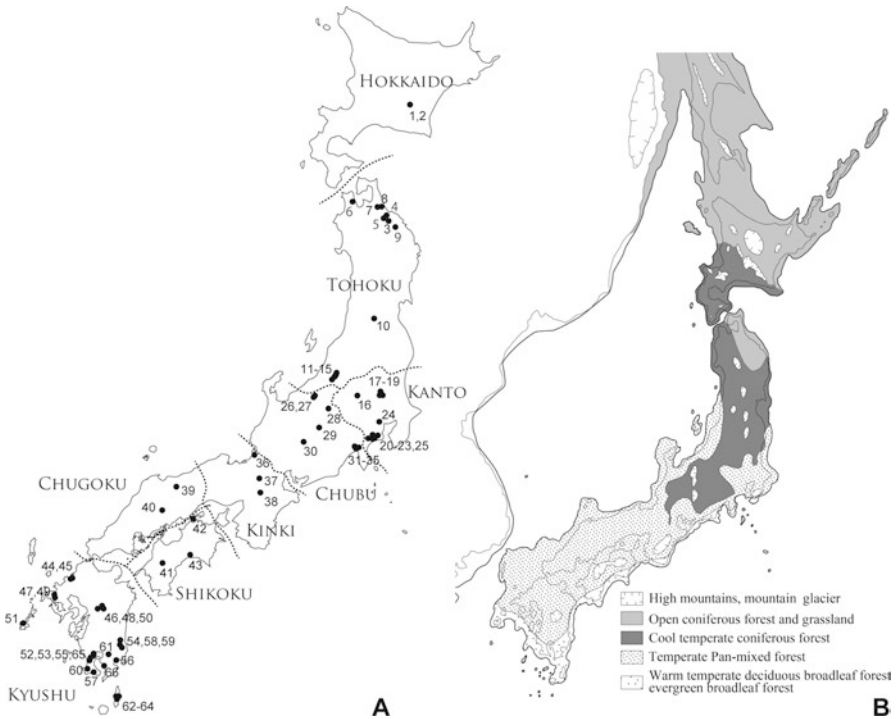 HOKKAIDO
1,2
8
6
7
4
5
3
9
TOHOKU
10
11-15
17-19
KANTO
26,27
16
28
24
29
20-23,25
30
36
31-35
CHUBU
37
CHUGOKU
39
38
40
KINKI
42
43
44,45
41
SHIKOKU
47,49
46,48,50
51
54,58,59
61
52,53,55,65
56
60
66
57
KYUSHU
62-64
A
High mountains, mountain glacier
Open coniferous forest and grassland
Cool temperate coniferous forest
Temperate Pan-mixed forest
Warm temperate deciduous broadleaf forest
evergreen broadleaf forest
B